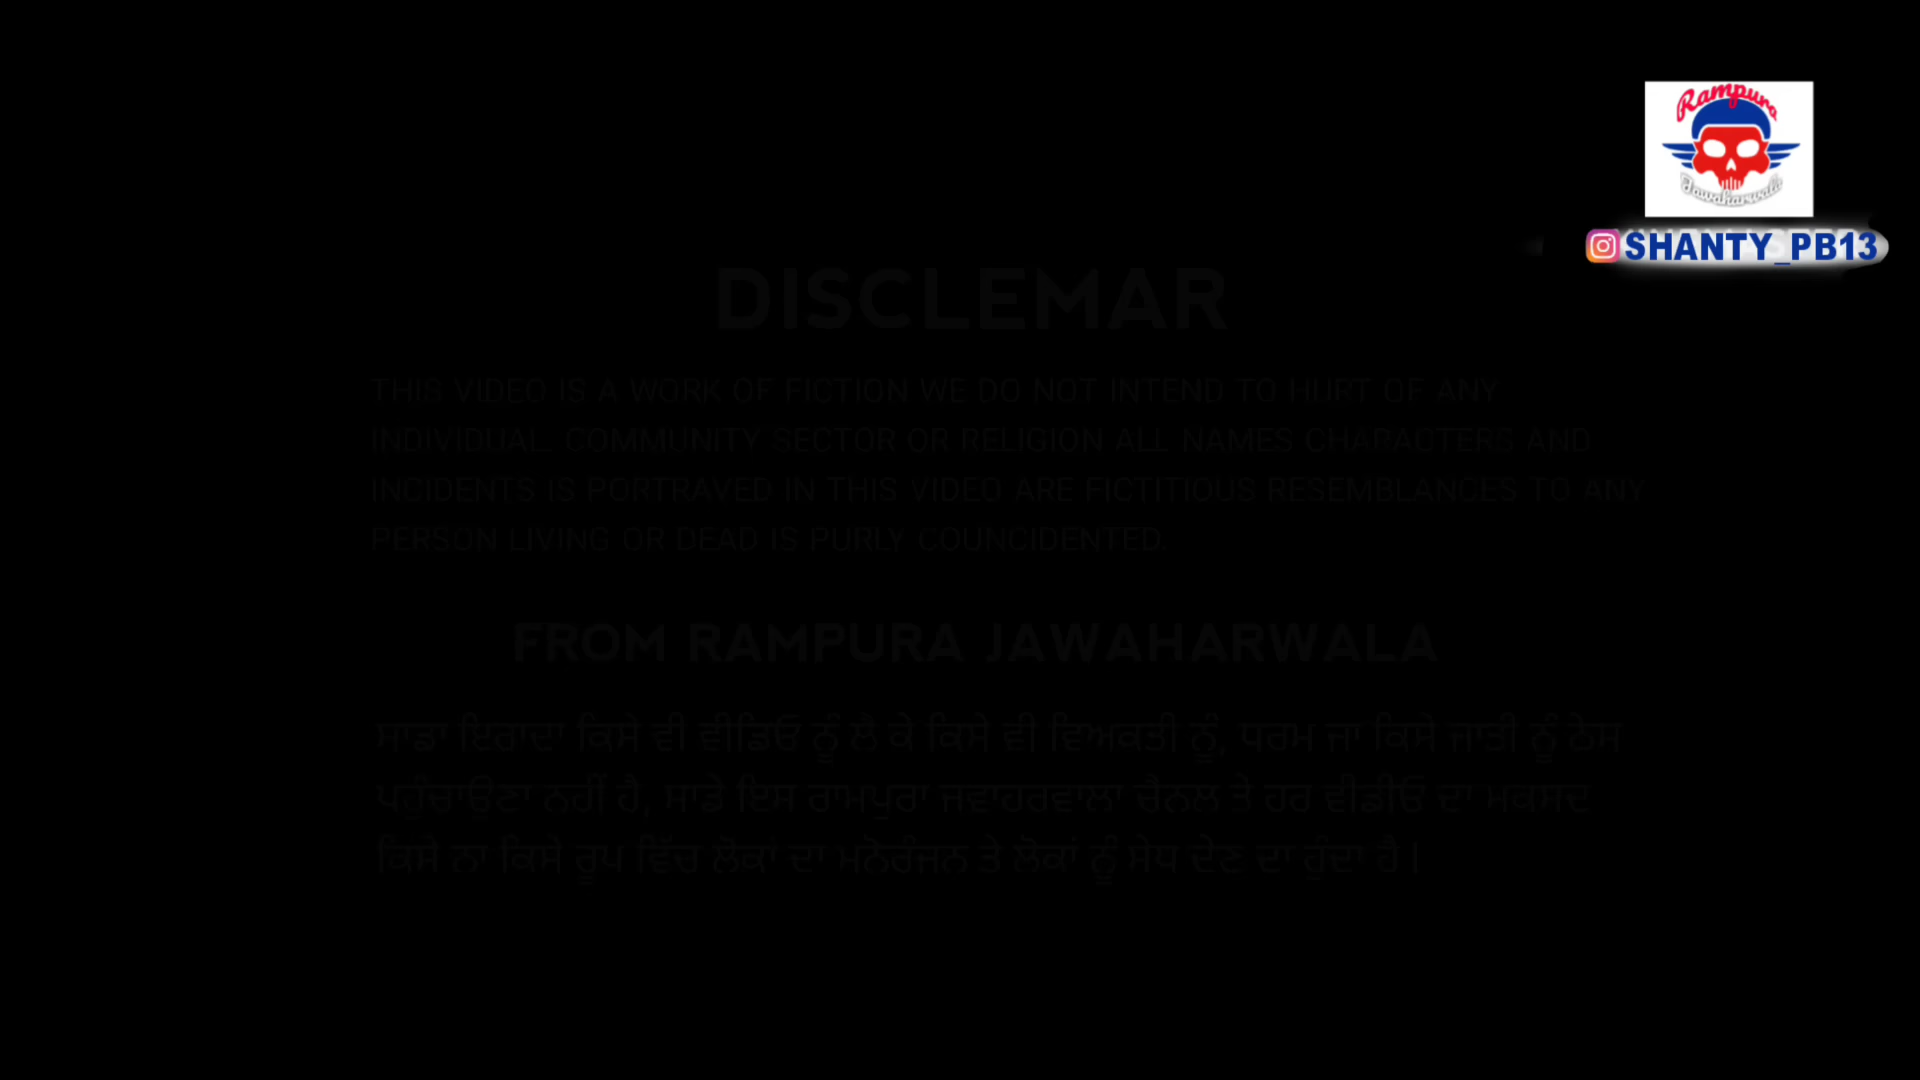 Rampura
Jawaharwala
SHANTY_PB13
DISCLEMAR
THIS VIDEO IS A WORK OF FICTION WE DO NOT INTEND TO HURT OF ANY
INDIVIDUAL. COMMUNITY SECTOR OR RELIGION ALL NAMES CHARACTERS AND
INCIDENTS IS PORTRAVED IN THIS VIDEO ARE FICTITIOUS RESEMBLANCES TO ANY
PERSON LIVING OR DEAD IS PURLY COUNCIDENTED.
FROM RAMPURA JAWAHARWALA
ਸਾਡਾ ਇਰਾਦਾ ਕਿਸੇ ਵੀ ਵੀਡਿਓ ਨੂੰ ਲੈ ਕੇ ਕਿਸੇ ਵੀ ਵਿਅਕਤੀ ਨੂੰ, ਧਰਮ ਜਾ ਕਿਸੇ ਜਾਤੀ ਨੂੰ ਠੇਸ
ਪਹੁੰਚਾਉਣਾ ਨਹੀਂ ਹੈ, ਸਾਡੇ ਇਸ ਰਾਮਪੁਰਾ ਜਵਾਹਰਵਾਲਾ ਚੈਨਲ ਤੇ ਹਰ ਵੀਡੀਓ ਦਾ ਮਕਸਦ
ਕਿਸੇ ਨਾ ਕਿਸੇ ਰੂਪ ਵਿੱਚ ਲੋਕਾਂ ਦਾ ਮਨੋਰੰਜਨ ਤੇ ਲੋਕਾਂ ਨੂੰ ਸੇਧ ਦੇਣ ਦਾ ਹੁੰਦਾ ਹੈ।